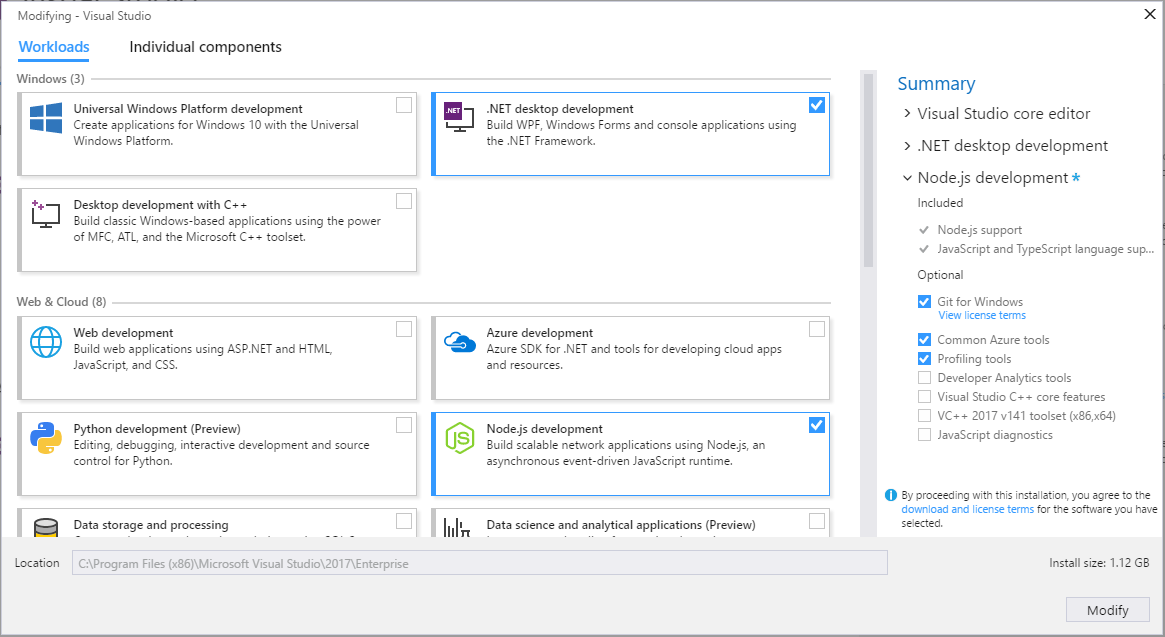 Modifying - Visual Studio
Workloads
Individual components
Windows (3)
Universal Windows Platform development
Create applications for Windows 10 with the Universal
Windows Platform.
.NET
.NET desktop development
Build WPF, Windows Forms and console applications using
the .NET Framework.
Desktop development with C++
Build classic Windows-based applications using the power
of MFC, ATL, and the Microsoft C++ toolset.
Web & Cloud (8)
Web development
Build web applications using ASP.NET and HTML,
JavaScript, and CSS.
Azure development
Azure SDK for .NET and tools for developing cloud apps
and resources.
Python development (Preview)
Editing, debugging, interactive development and source
control for Python.
JS
Node.js development
Build scalable network applications using Node.js, an
asynchronous event-driven JavaScript runtime.
Data storage and processing
Data science and analytical applications (Preview)
Summary
Visual Studio core editor
.NET desktop development
Node.js development *
Included
Node.js support
JavaScript and TypeScript language sup...
Optional
Git for Windows
View license terms
Common Azure tools
Profiling tools
Developer Analytics tools
Visual Studio C++ core features
VC++ 2017 v141 toolset (x86,x64)
JavaScript diagnostics
By proceeding with this installation, you agree to the
download and license terms for the software you have
selected.
Location
C:\Program Files (x86)\Microsoft Visual Studio\2017\Enterprise
Install size: 1.12 GB
Modify